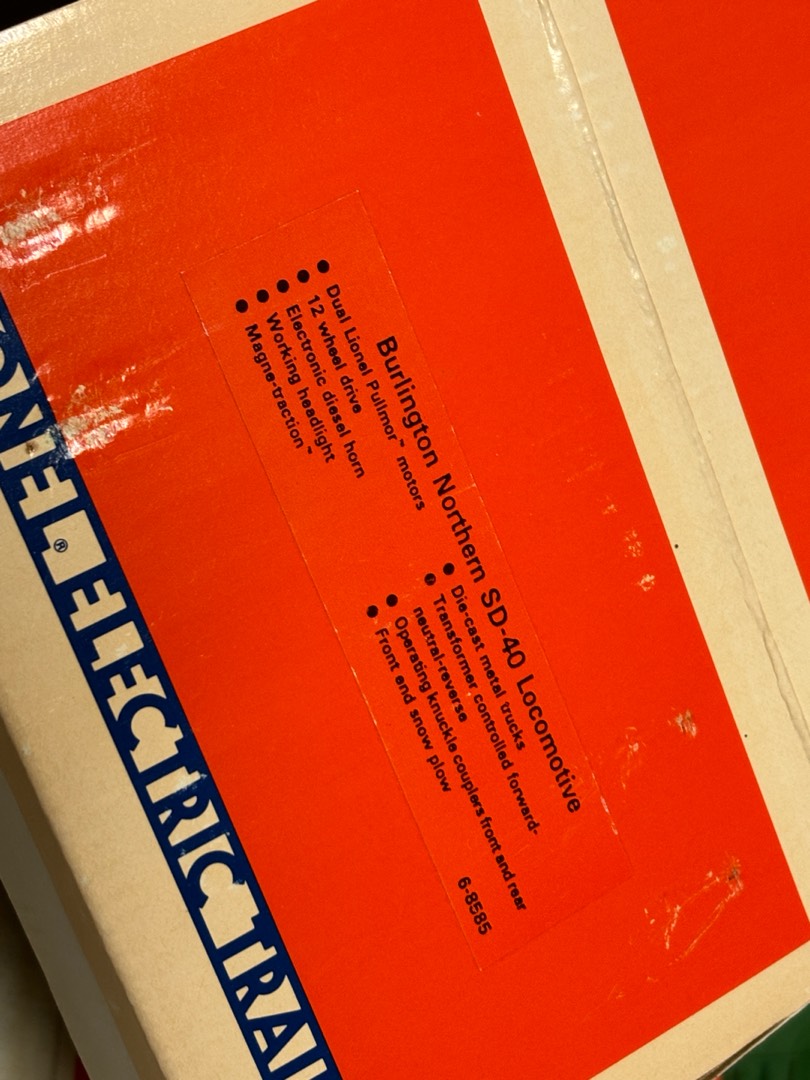 Burlington Northern SD-40 Locomotive
● Dual Lionel Pullmor™ motors
● 12 wheel drive
● Electronic diesel horn
● Working headlight
● Magne-traction™
● Die-cast metal trucks
● Transformer controlled forward-
neutral-reverse
● Operating knuckle couplers front and rear
● Front end snow plow
6-8585
ONEL® ELECTRIC TRAI